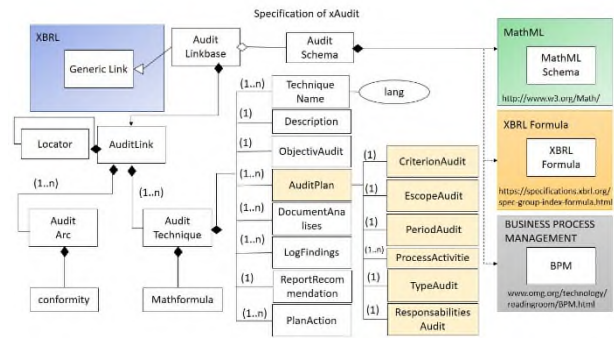 Specification of xAudit
XBRL
Generic Link
Audit
Linkbase
Audit
Schema
MathML
MathML
Schema
http://www.w3.org/Math/
Locator
AuditLink
(1..n)
(1..n)
Audit
Arc
Audit
Technique
conformity
Mathformula
(1..n)
Technique
Name
lang
(1)
Description
(1)
ObjectivAudit
(1..n)
AuditPlan
(1..n)
DocumentAna
lises
(1..n)
LogFindings
(1)
ReportReco
mendation
(1..n)
PlanAction
(1)
CriterionAudit
(1)
EscopeAudit
(1)
PeriodAudit
(1..n)
ProcessActivitie
(1)
TypeAudit
(1)
Responsabilities
Audit
XBRL Formula
XBRL
Formula
https://specifications.xbrl.org/
spec-group-index-formula.html
BUSINESS PROCESS
MANAGEMENT
BPM
www.omg.org/technology/
readingroom/BPM.html